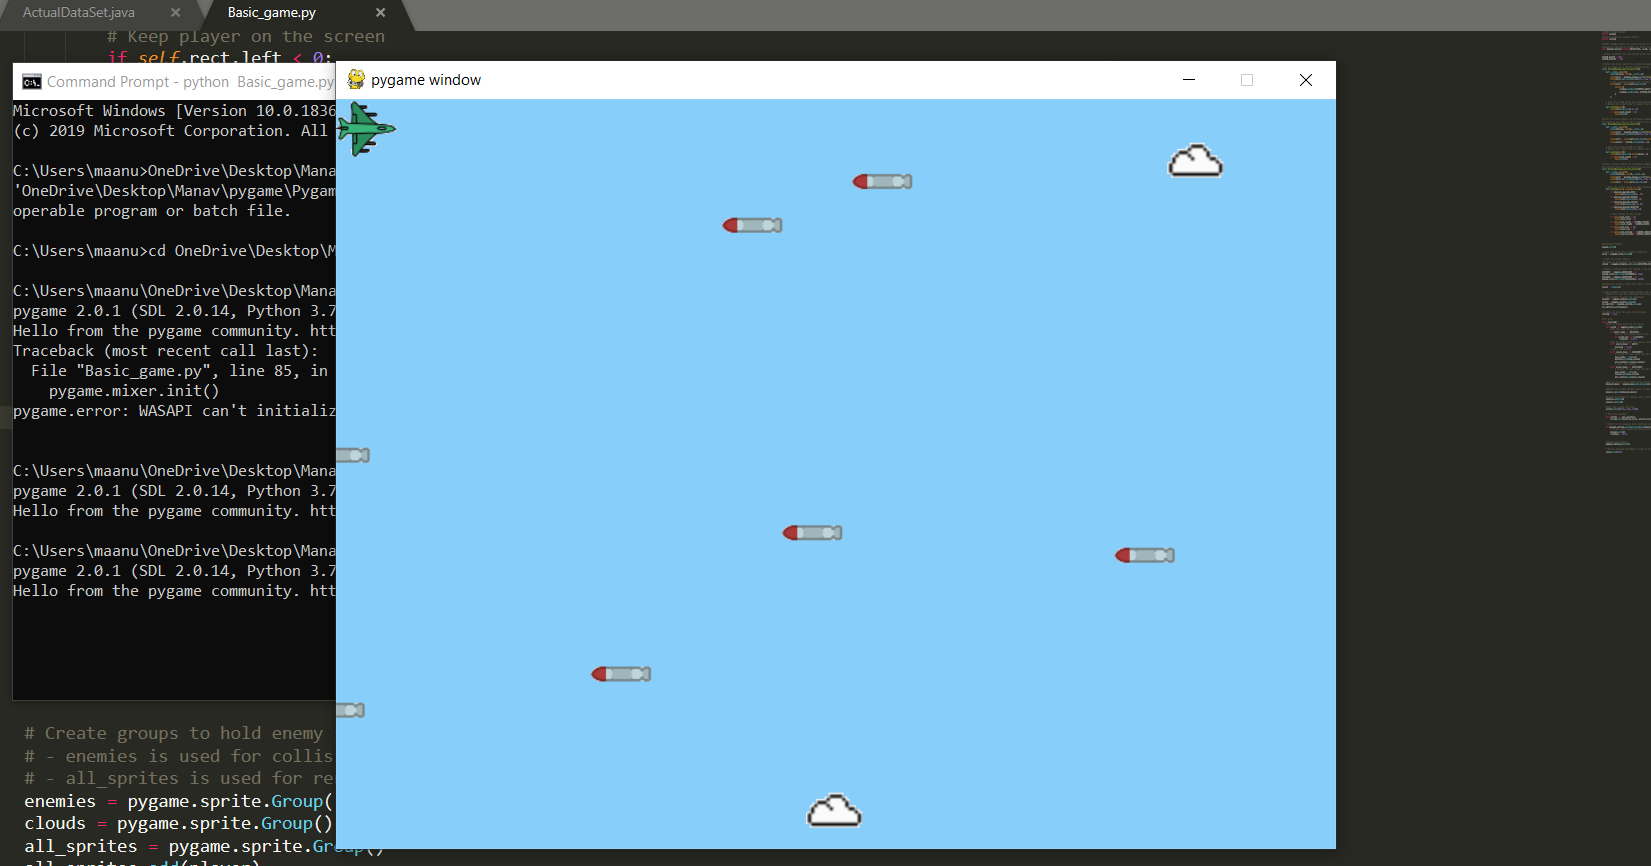 ActualDataSet.java ×
Basic_game.py ×
# Keep player on the screen
if self.rect.left < 0:
Command Prompt - python Basic_game.py
pygame window
Microsoft Windows [Version 10.0.1836
(c) 2019 Microsoft Corporation. All
C:\Users\maanu>OneDrive\Desktop\Mana
'OneDrive\Desktop\Manav\pygame\Pygam
operable program or batch file.
C:\Users\maanu>cd OneDrive\Desktop\M
C:\Users\maanu\OneDrive\Desktop\Mana
pygame 2.0.1 (SDL 2.0.14, Python 3.7
Hello from the pygame community. htt
Traceback (most recent call last):
File "Basic_game.py", line 85, in
pygame.mixer.init()
pygame.error: WASAPI can't initializ
C:\Users\maanu\OneDrive\Desktop\Mana
pygame 2.0.1 (SDL 2.0.14, Python 3.7
Hello from the pygame community. htt
C:\Users\maanu\OneDrive\Desktop\Mana
pygame 2.0.1 (SDL 2.0.14, Python 3.7
Hello from the pygame community. htt
# Create groups to hold enemy
# - enemies is used for collis
# - all_sprites is used for re
enemies = pygame.sprite.Group(
clouds = pygame.sprite.Group()
all_sprites = pygame.sprite.Group()
all_sprites.add(player)